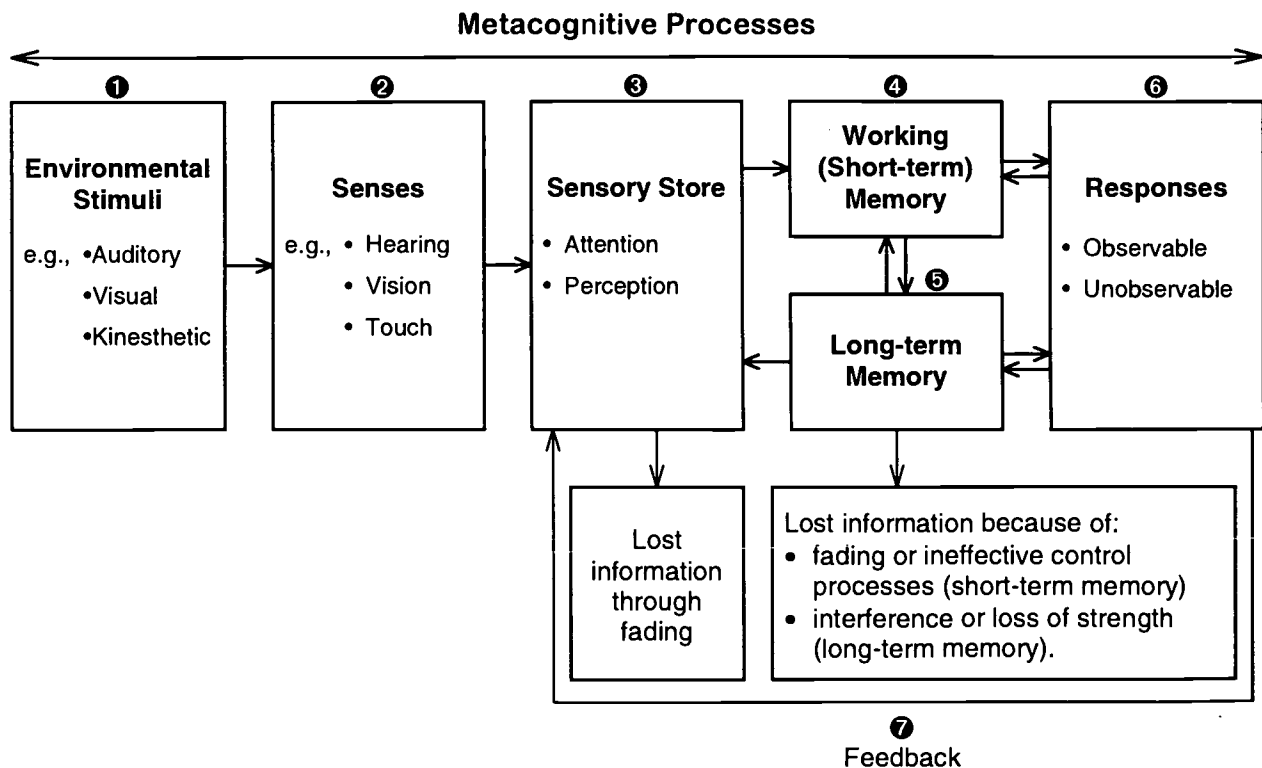 Metacognitive Processes
❶
Environmental
Stimuli
e.g., •Auditory
•Visual
•Kinesthetic
❷
Senses
e.g., • Hearing
• Vision
• Touch
❸
Sensory Store
• Attention
• Perception
❹
Working
(Short-term)
Memory
❺
Long-term
Memory
❻
Responses
• Observable
• Unobservable
Lost
information
through
fading
Lost information because of:
• fading or ineffective control
processes (short-term memory)
• interference or loss of strength
(long-term memory).
❼
Feedback